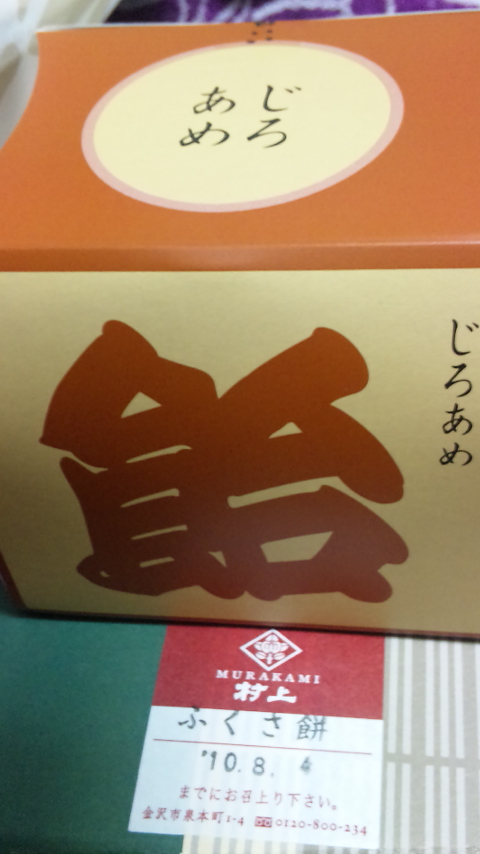 じろ
あめ
飴
じろあめ
MURAKAMI
村上
ふくさ餅
'10.8. 4
までにお召上り下さい。
金沢市泉本町1-4 0120-800-234